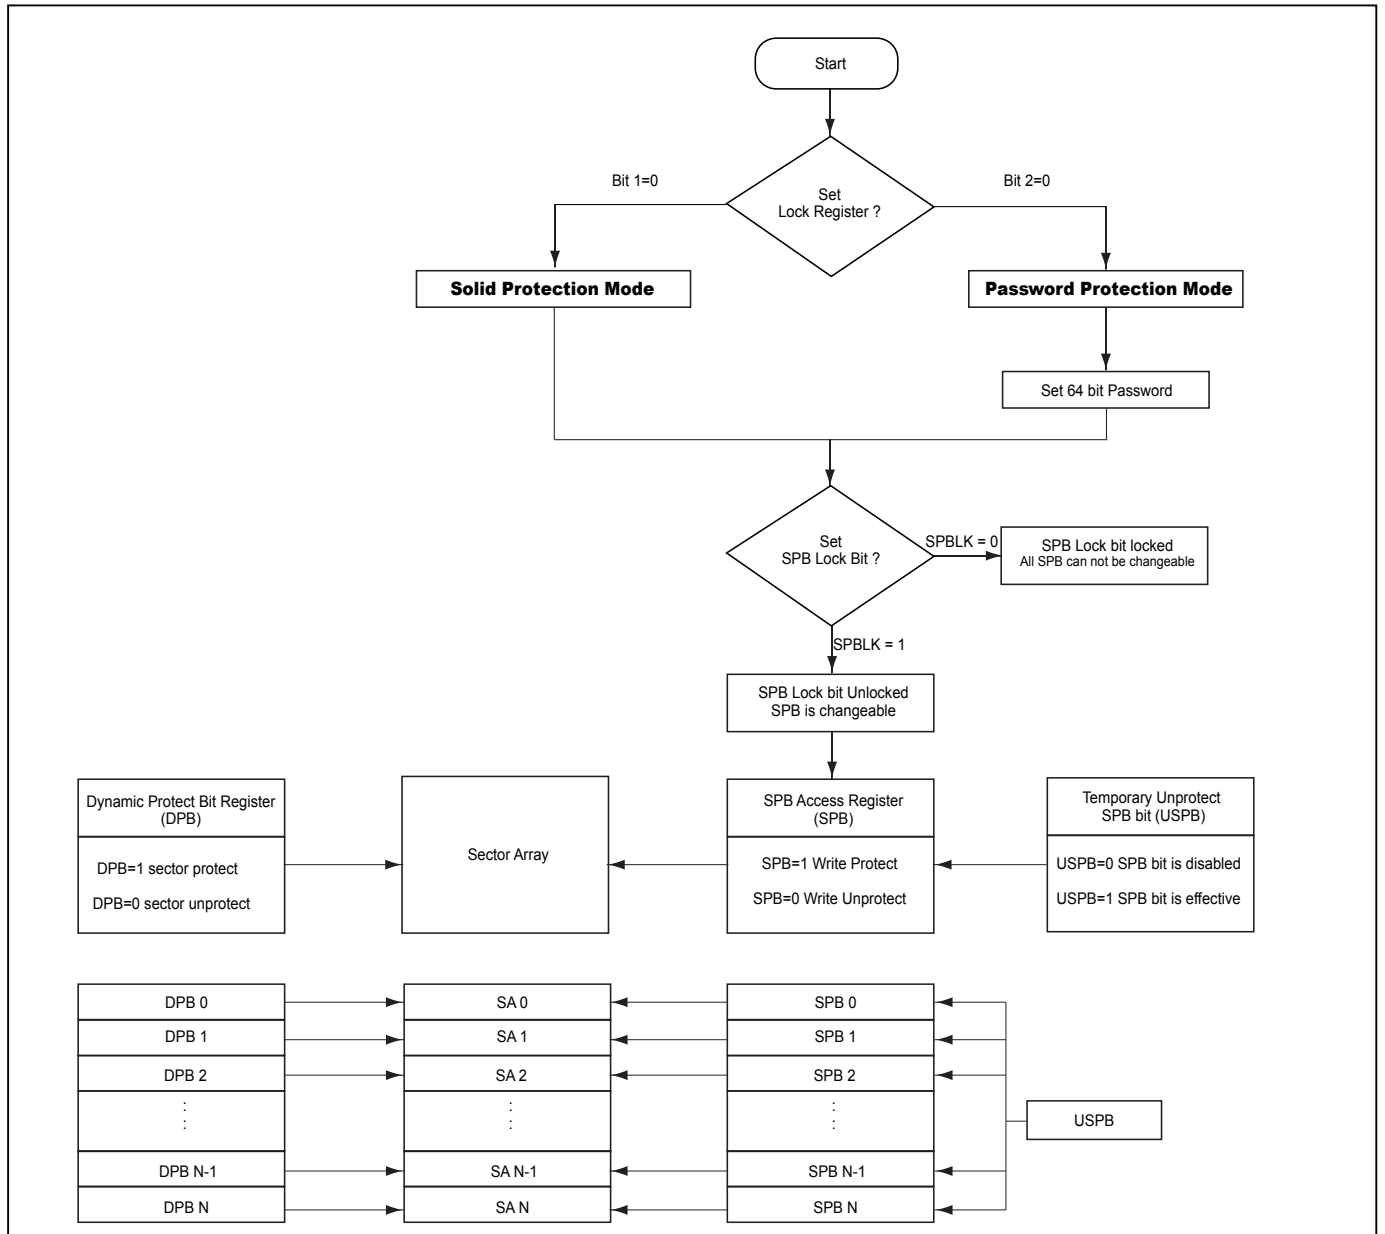 Start
Bit 1=0
Set
Lock Register ?
Bit 2=0
Solid Protection Mode
Password Protection Mode
Set 64 bit Password
Set
SPB Lock Bit ?
SPBLK = 0
SPB Lock bit locked
All SPB can not be changeable
SPBLK = 1
SPB Lock bit Unlocked
SPB is changeable
Dynamic Protect Bit Register
(DPB)
DPB=1 sector protect
DPB=0 sector unprotect
Sector Array
SPB Access Register
(SPB)
SPB=1 Write Protect
SPB=0 Write Unprotect
Temporary Unprotect
SPB bit (USPB)
USPB=0 SPB bit is disabled
USPB=1 SPB bit is effective
DPB 0
SA 0
SPB 0
DPB 1
SA 1
SPB 1
DPB 2
SA 2
SPB 2
:
:
:
:
:
:
USPB
DPB N-1
SA N-1
SPB N-1
DPB N
SA N
SPB N